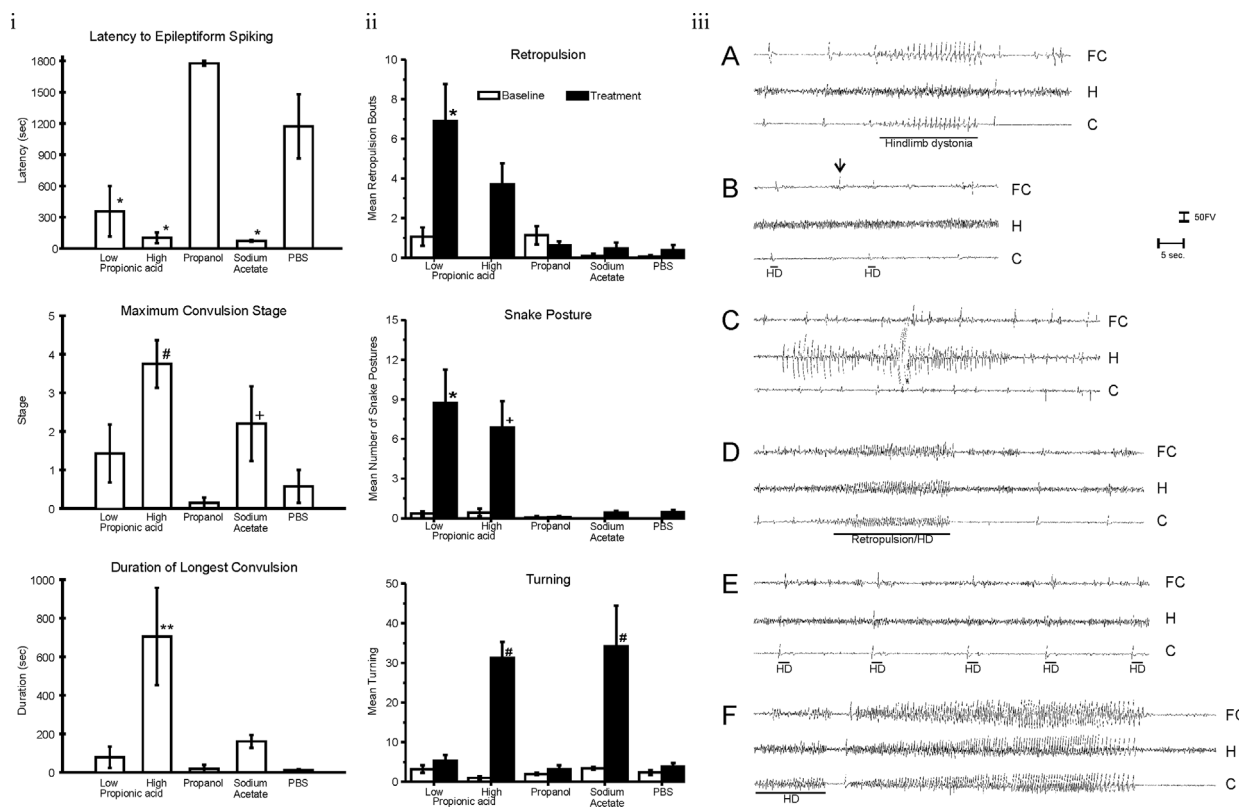 i
Latency to Epileptiform Spiking
Latency (sec)
1800
1500
1200
900
600
300
0
*
*
*
Low
High
Propionic acid
Propanol
Sodium
Acetate
PBS
Maximum Convulsion Stage
Stage
5
4
3
2
1
0
#
+
Low
High
Propionic acid
Propanol
Sodium
Acetate
PBS
Duration of Longest Convulsion
Duration (sec)
1000
800
600
400
200
0
**
Low
High
Propionic acid
Propanol
Sodium
Acetate
PBS
ii
Retropulsion
Baseline
Treatment
Mean Retropulsion Bouts
10
8
6
4
2
0
*
Low
High
Propionic acid
Propanol
Sodium
Acetate
PBS
Snake Posture
Mean Number of Snake Postures
15
12
9
6
3
0
*
+
Low
High
Propionic acid
Propanol
Sodium
Acetate
PBS
Turning
Mean Turning
50
40
30
20
10
0
#
#
Low
High
Propionic acid
Propanol
Sodium
Acetate
PBS
iii
A
FC
H
C
Hindlimb dystonia
B
FC
H
C
HD
HD
50FV
5 sec.
C
FC
H
C
D
FC
H
C
Retropulsion/HD
E
FC
H
C
HD
HD
HD
HD
HD
F
FC
H
C
HD